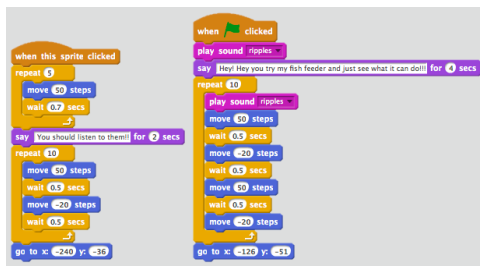 when this sprite clicked
repeat 5
move 50 steps
wait 0.7 secs
say You should listen to them!! for 2 secs
repeat 10
move 50 steps
wait 0.5 secs
move -20 steps
wait 0.5 secs
go to x: -240 y: -36
when clicked
play sound ripples
say Hey! Hey you try my fish feeder and just see what it can do!!! for 4 secs
repeat 10
play sound ripples
move 50 steps
wait 0.5 secs
move -20 steps
wait 0.5 secs
move 50 steps
wait 0.5 secs
move -20 steps
go to x: -126 y: -51